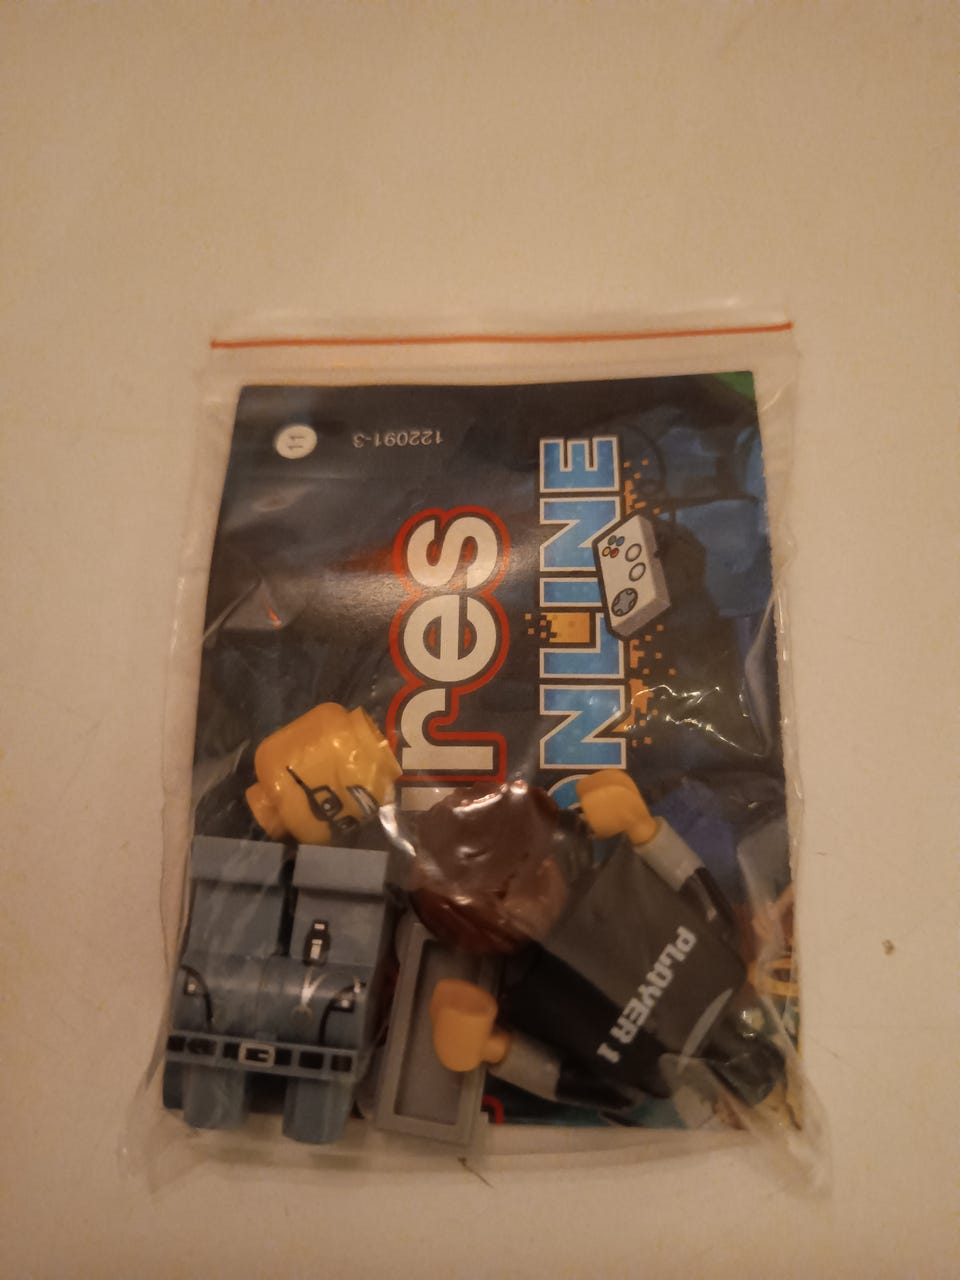 11
122091-3
res
ONLINE
PLAYER 1